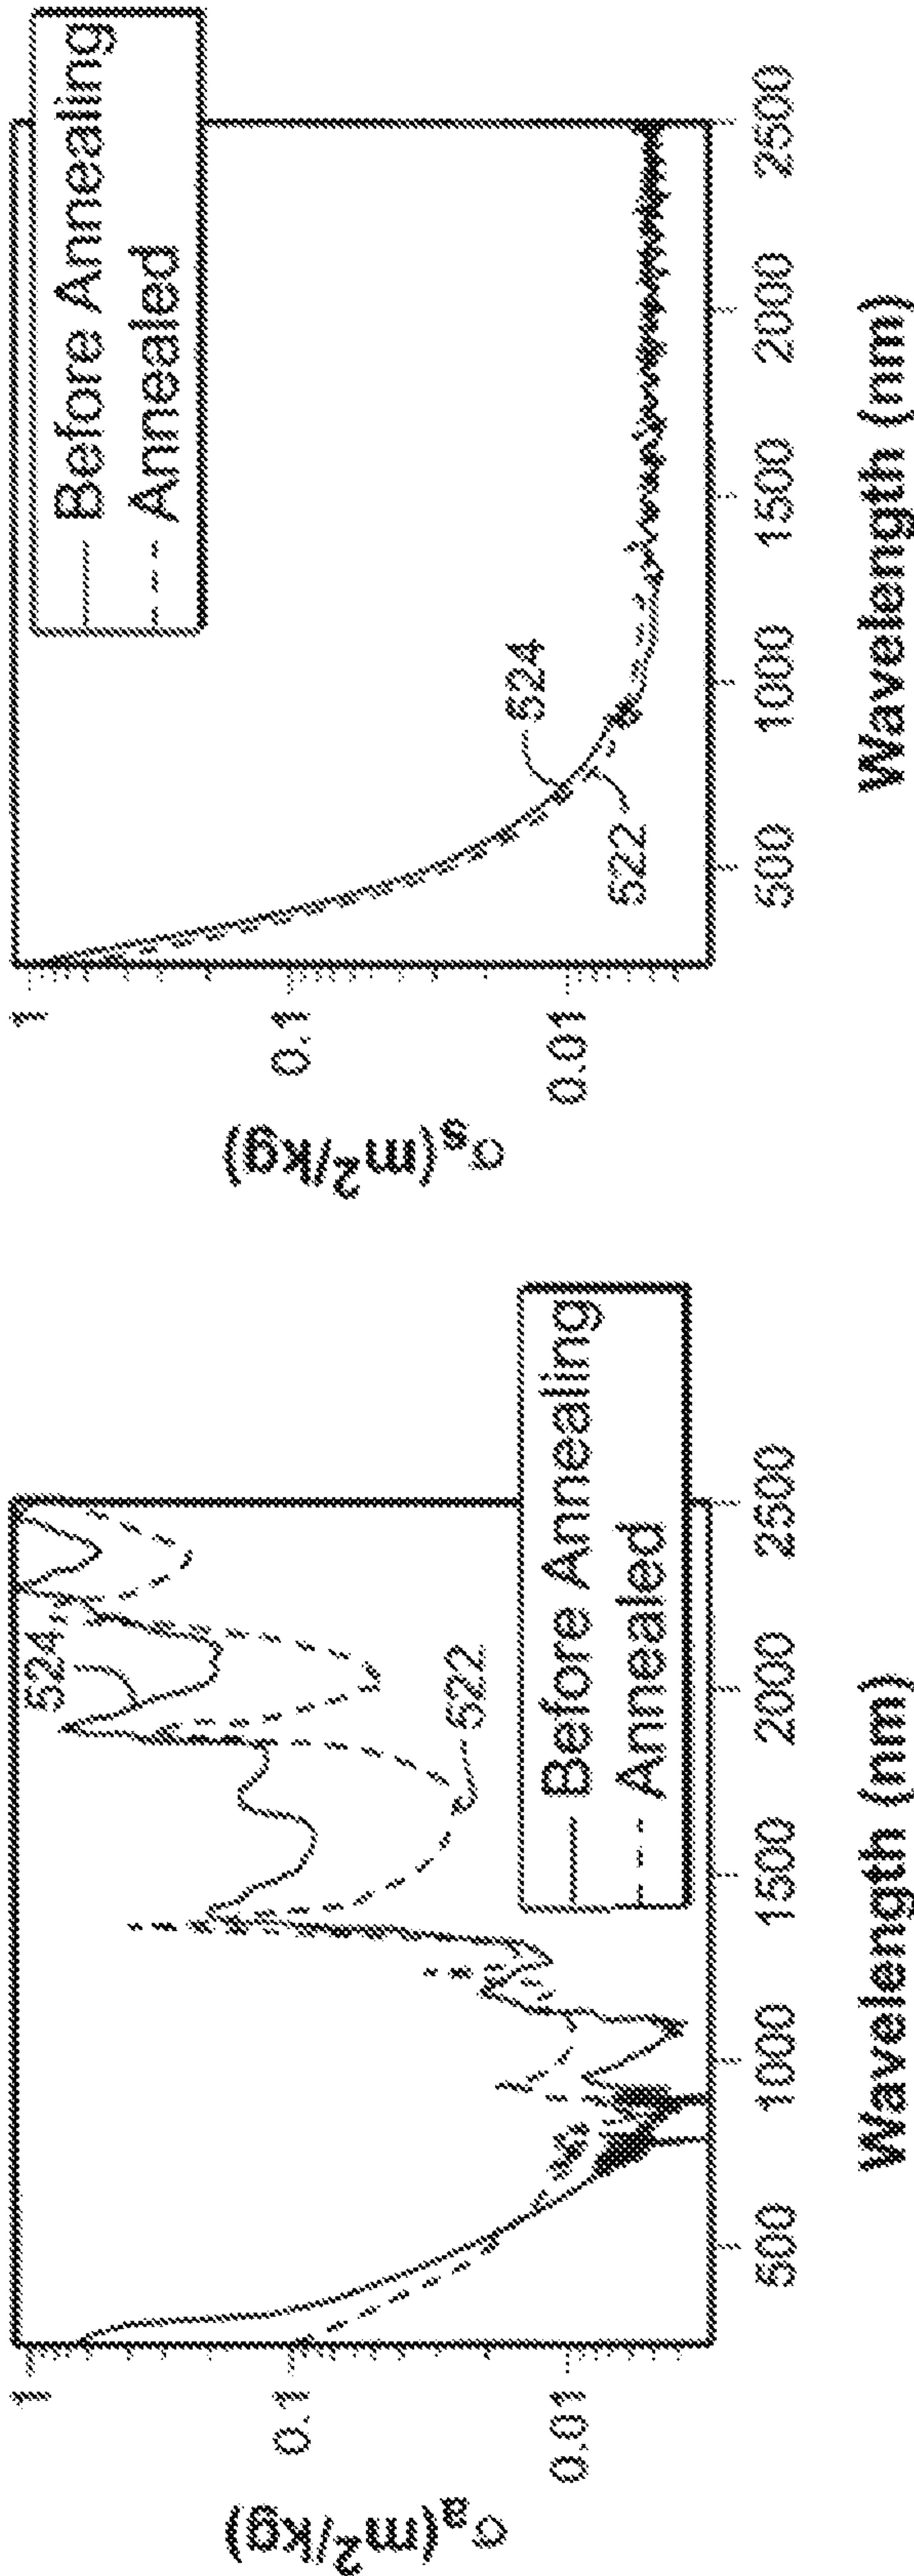 σa(m²/kg)
1
0.1
0.01
524
522
Before Annealing
Annealed
500
1000
1500
2000
2500
Wavelength (nm)
σs(m²/kg)
1
0.1
0.01
Before Annealing
Annealed
524
522
500
1000
1500
2000
2500
Wavelength (nm)